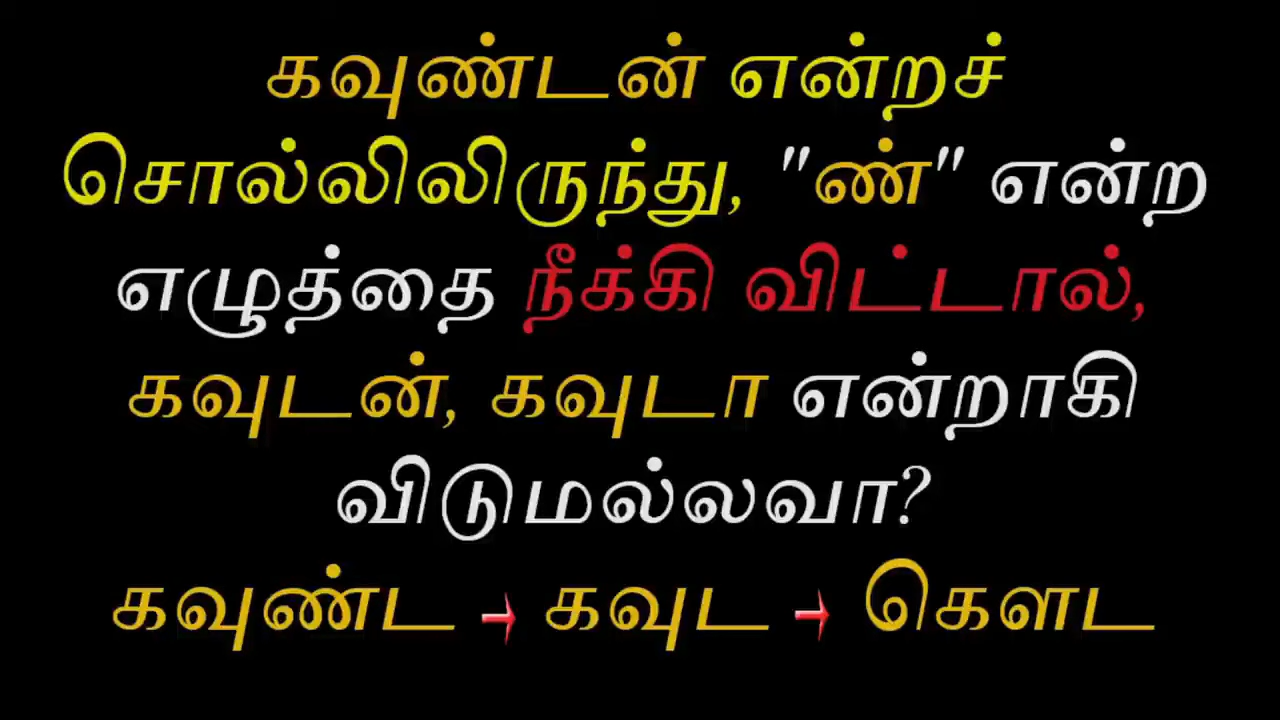 கவுண்டன் என்றச்
சொல்லிலிருந்து, "ண்" என்ற
எழுத்தை நீக்கி விட்டால்,
கவுடன், கவுடா என்றாகி
விடுமல்லவா?
கவுண்ட → கவுட → கௌட